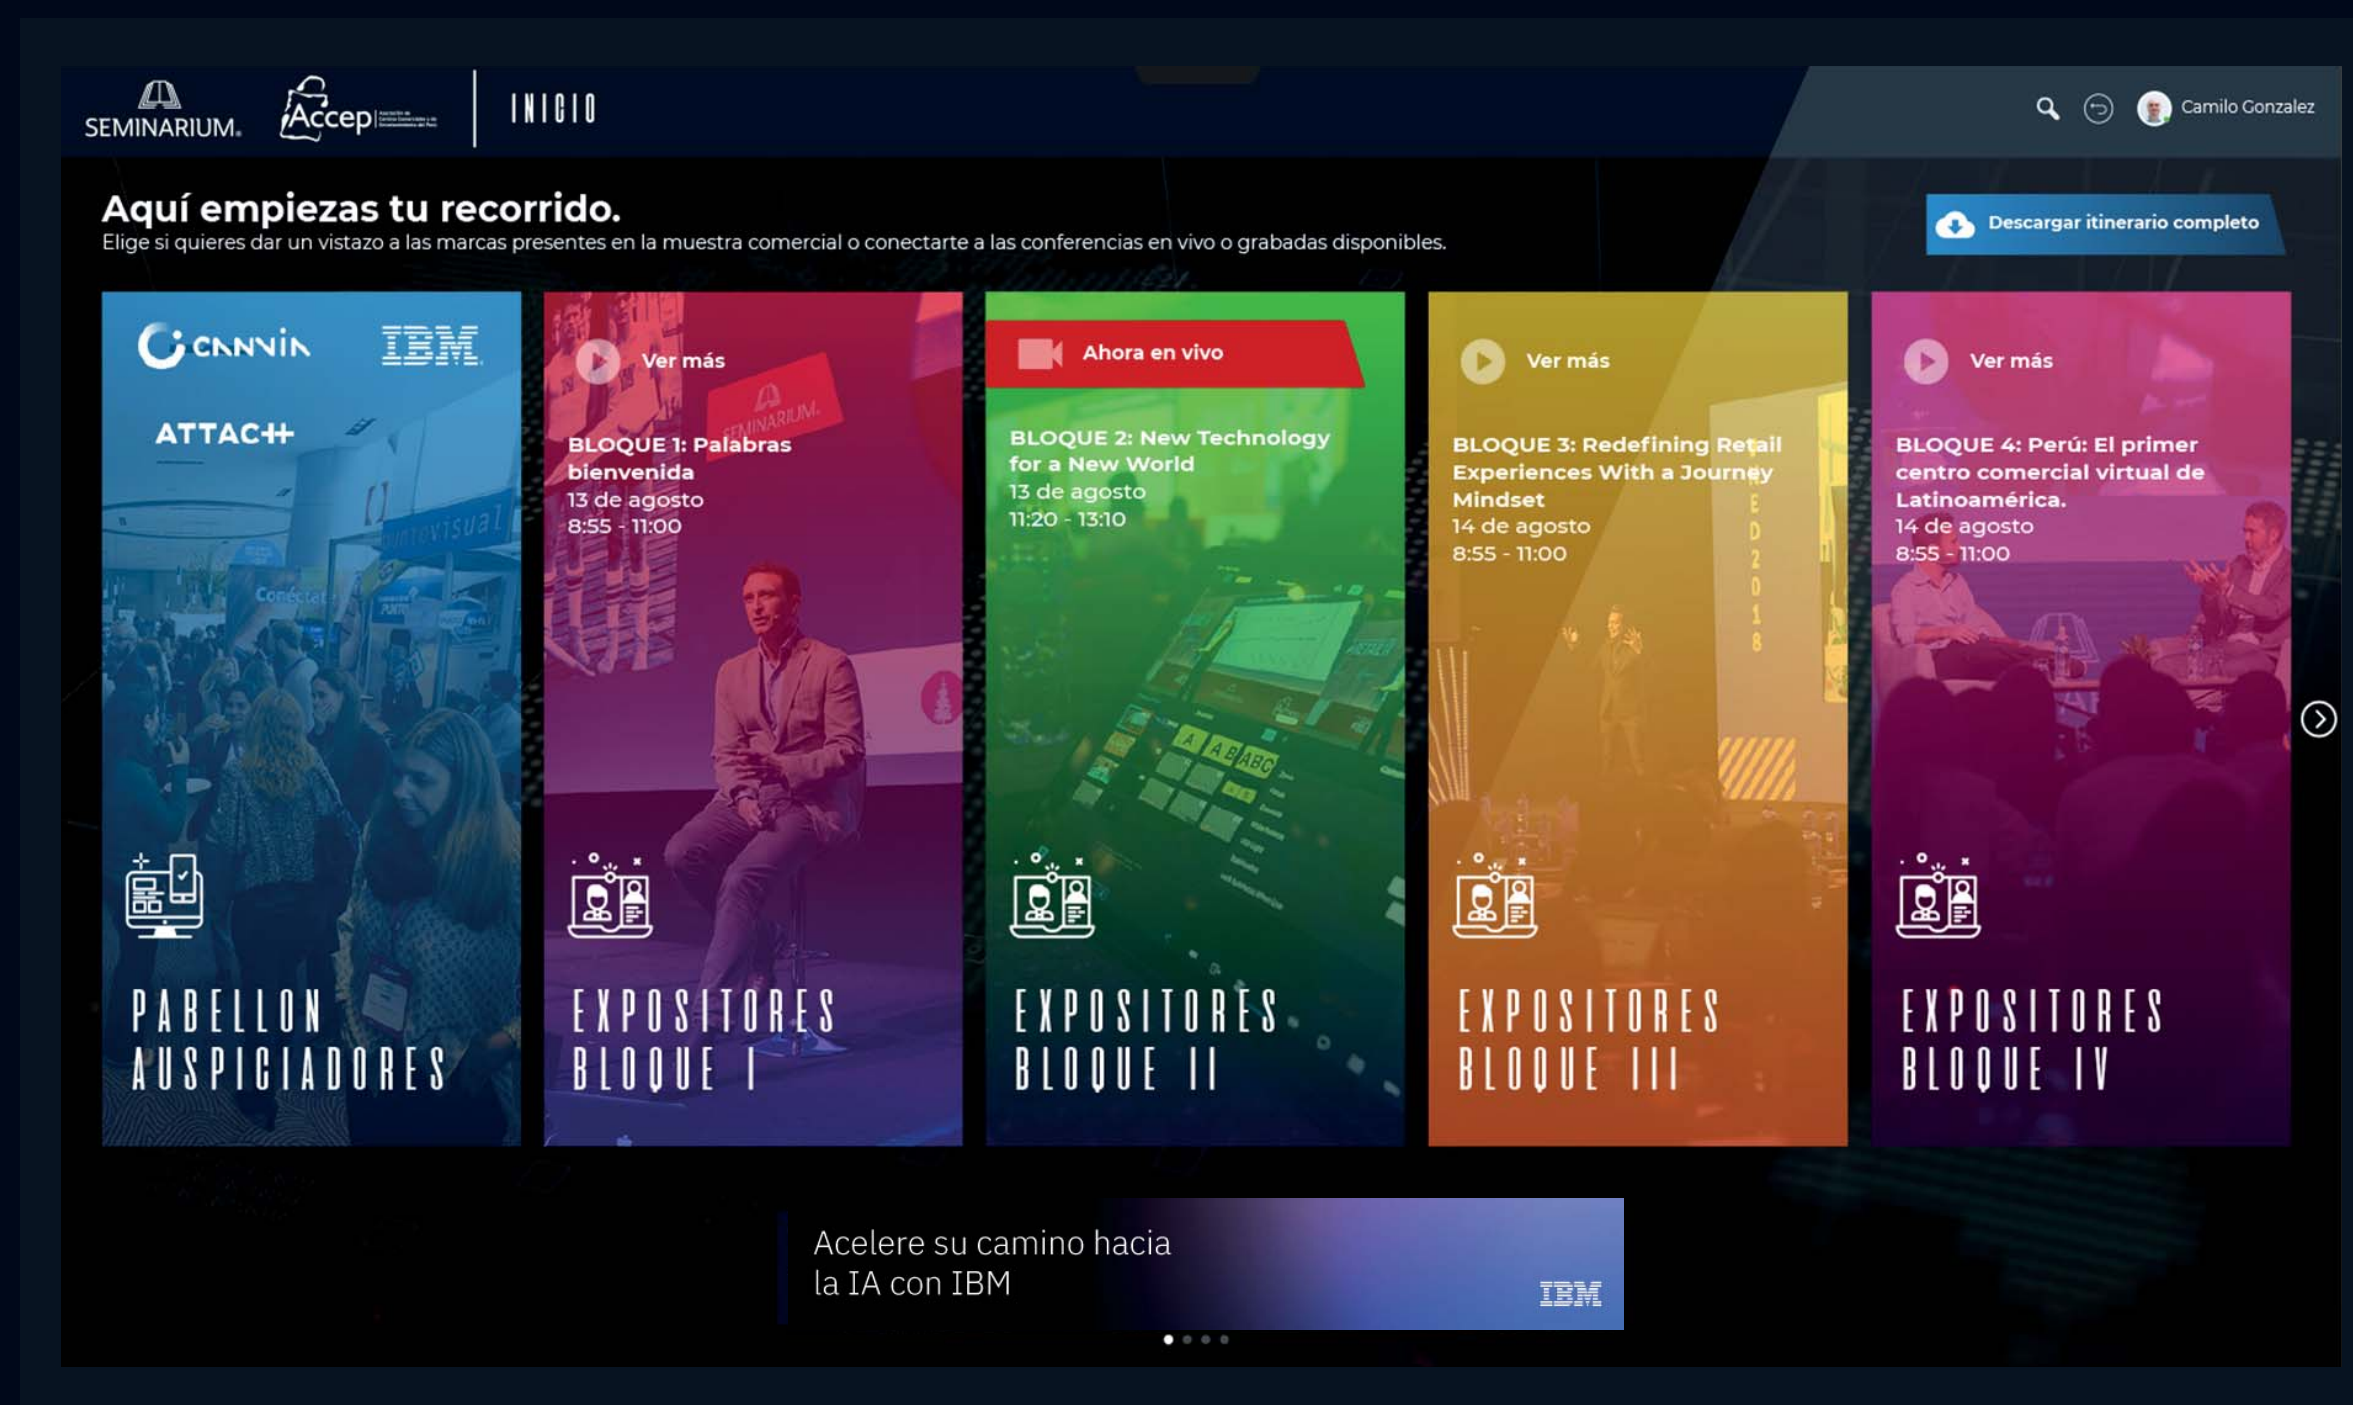 SEMINARIUM.
Accep
INICIO
Camilo Gonzalez
Aquí empiezas tu recorrido.
Elige si quieres dar un vistazo a las marcas presentes en la muestra comercial o conectarte a las conferencias en vivo o grabadas disponibles.
Descargar itinerario completo
CANVIA
IBM
ATTACH
puntovisual
Conéctate
PABELLON
AUSPICIADORES
Ver más
SEMINARIUM.
BLOQUE 1: Palabras
bienvenida
13 de agosto
8:55 - 11:00
EXPOSITORES
BLOQUE I
Ahora en vivo
BLOQUE 2: New Technology
for a New World
13 de agosto
11:20 - 13:10
A AB ABC
EXPOSITORES
BLOQUE II
Ver más
BLOQUE 3: Redefining Retail
Experiences With a Journey
Mindset
14 de agosto
8:55 - 11:00
EXPOSITORES
BLOQUE III
Ver más
BLOQUE 4: Perú: El primer
centro comercial virtual de
Latinoamérica.
14 de agosto
8:55 - 11:00
EXPOSITORES
BLOQUE IV
Acelere su camino hacia
la IA con IBM
IBM